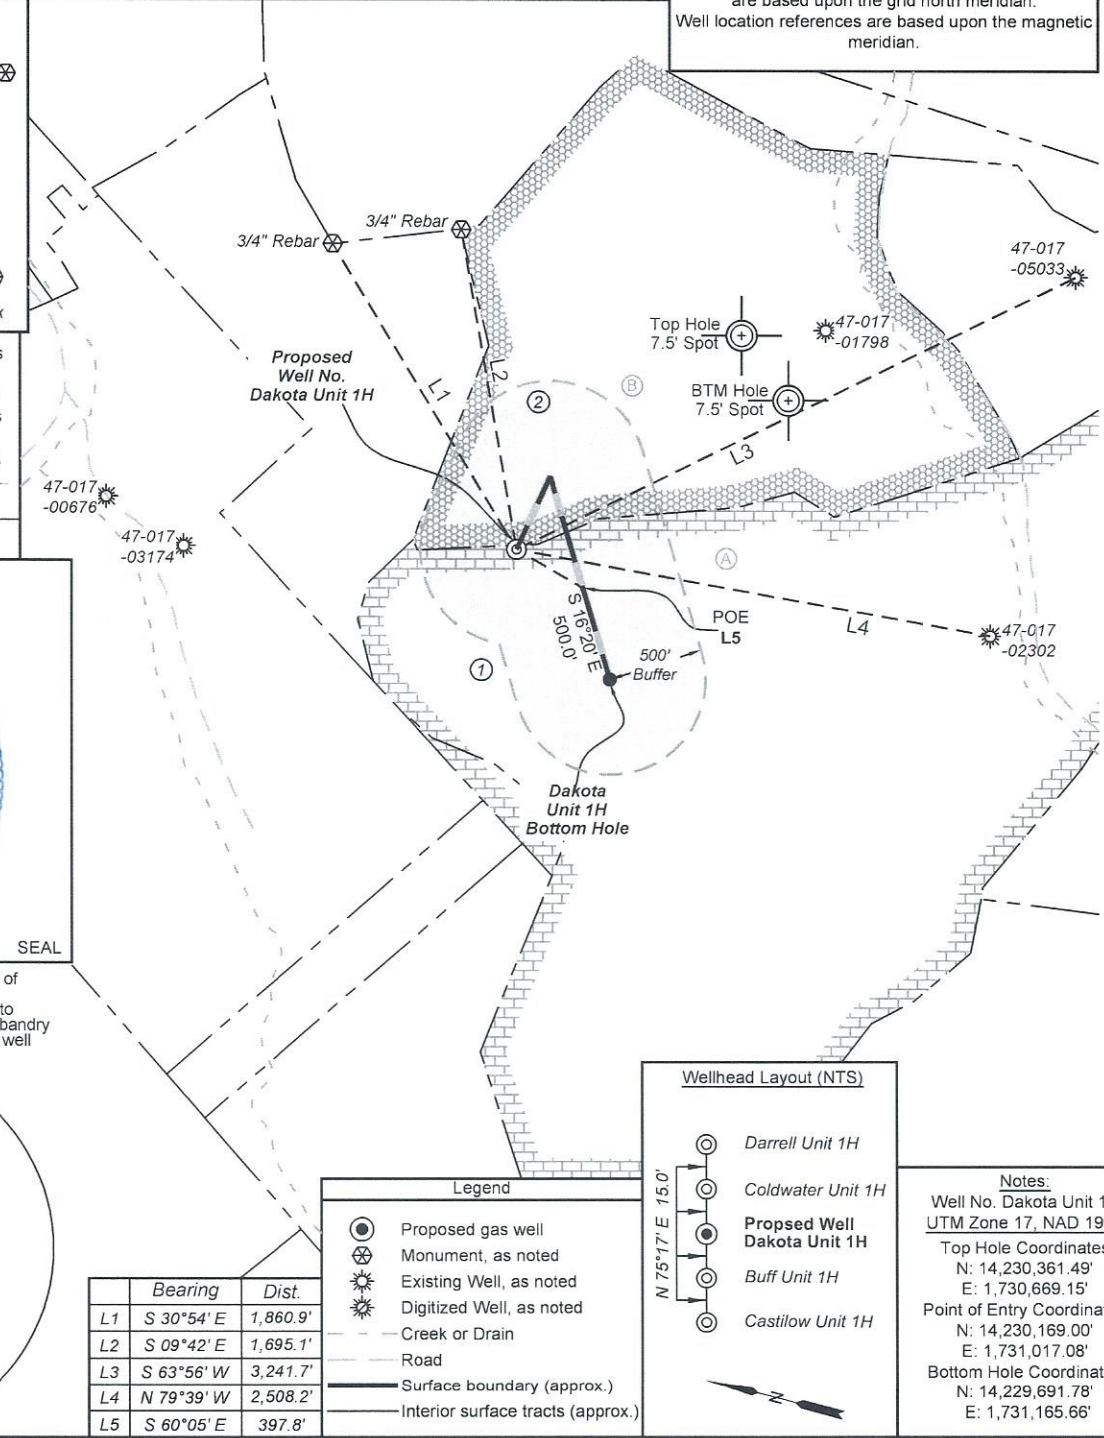 are based upon the grid north meridian.
Well location references are based upon the magnetic
meridian.
3/4" Rebar
3/4" Rebar
47-017
-05033
Top Hole
7.5' Spot
47-017
-01798
BTM Hole
7.5' Spot
Proposed
Well No.
Dakota Unit 1H
L1
L2
2
B
L3
47-017
-00676
47-017
-03174
A
S 16°20' E
500.0'
POE
L5
L4
47-017
-02302
1
500'
Buffer
Dakota
Unit 1H
Bottom Hole
SEAL
of
to
bandry
well
Wellhead Layout (NTS)
Darrell Unit 1H
Coldwater Unit 1H
Propsed Well
Dakota Unit 1H
Buff Unit 1H
Castilow Unit 1H
N 75°17' E 15.0'
N
Legend
Proposed gas well
Monument, as noted
Existing Well, as noted
Digitized Well, as noted
Creek or Drain
Road
Surface boundary (approx.)
Interior surface tracts (approx.)
Bearing Dist.
L1 S 30°54' E 1,860.9'
L2 S 09°42' E 1,695.1'
L3 S 63°56' W 3,241.7'
L4 N 79°39' W 2,508.2'
L5 S 60°05' E 397.8'
Notes:
Well No. Dakota Unit 1
UTM Zone 17, NAD 19
Top Hole Coordinates
N: 14,230,361.49'
E: 1,730,669.15'
Point of Entry Coordina
N: 14,230,169.00'
E: 1,731,017.08'
Bottom Hole Coordinat
N: 14,229,691.78'
E: 1,731,165.66'